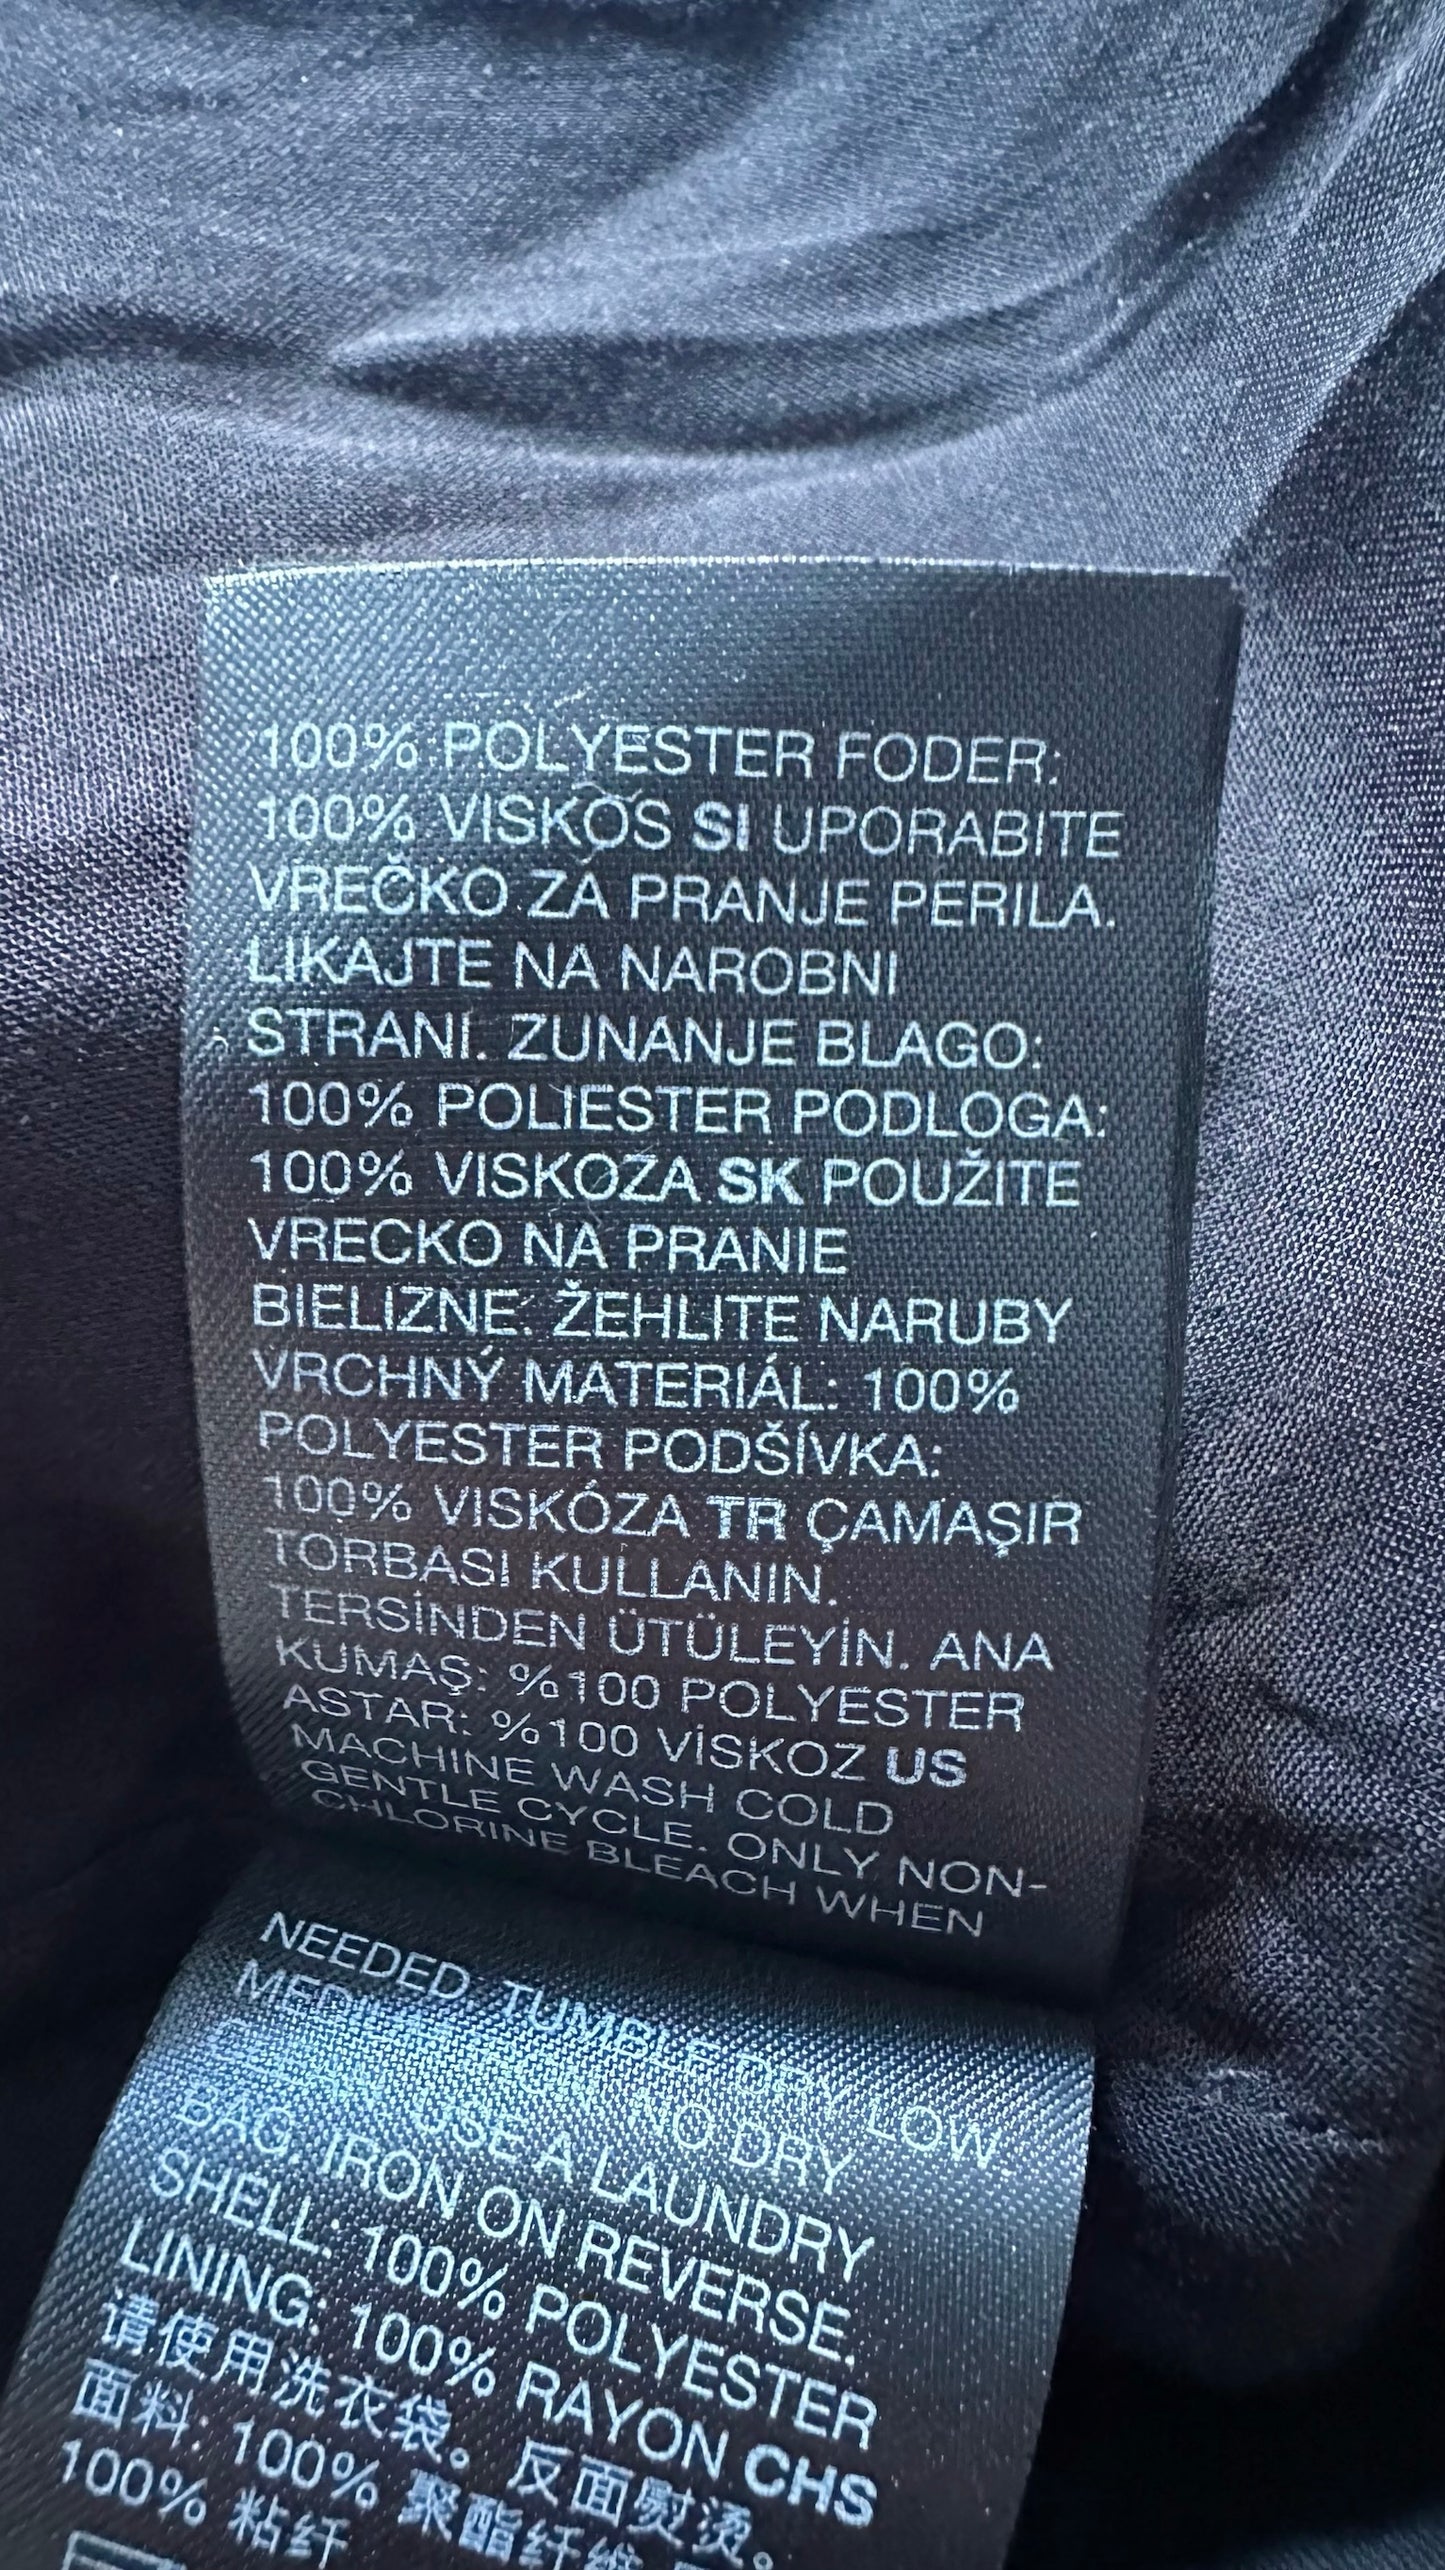 100% POLYESTER FODER:
100% VISKOS SI UPORABITE
VREČKO ZA PRANJE PERILA.
LIKAJTE NA NAROBNI
STRANI. ZUNANJE BLAGO:
100% POLIESTER PODLOGA:
100% VISKOZA SK POUŽITE
VRECKO NA PRANIE
BIELIZNE. ŽEHLITE NARUBY
VRCHNÝ MATERIÁL: 100%
POLYESTER PODŠÍVKA:
100% VISKÓZA TR ÇAMAŞIR
TORBASI KULLANIN.
TERSİNDEN ÜTÜLEYİN. ANA
KUMAŞ: %100 POLYESTER
ASTAR: %100 VİSKOZ US
MACHINE WASH COLD
GENTLE CYCLE. ONLY NON-
CHLORINE BLEACH WHEN
NEEDED. TUMBLE DRY LOW
NO DRY
USE A LAUNDRY
BAG. IRON ON REVERSE.
SHELL: 100% POLYESTER
LINING: 100% RAYON CHS
请使用洗衣袋。反面熨烫。
面料: 100% 聚酯纤维
100% 粘纤